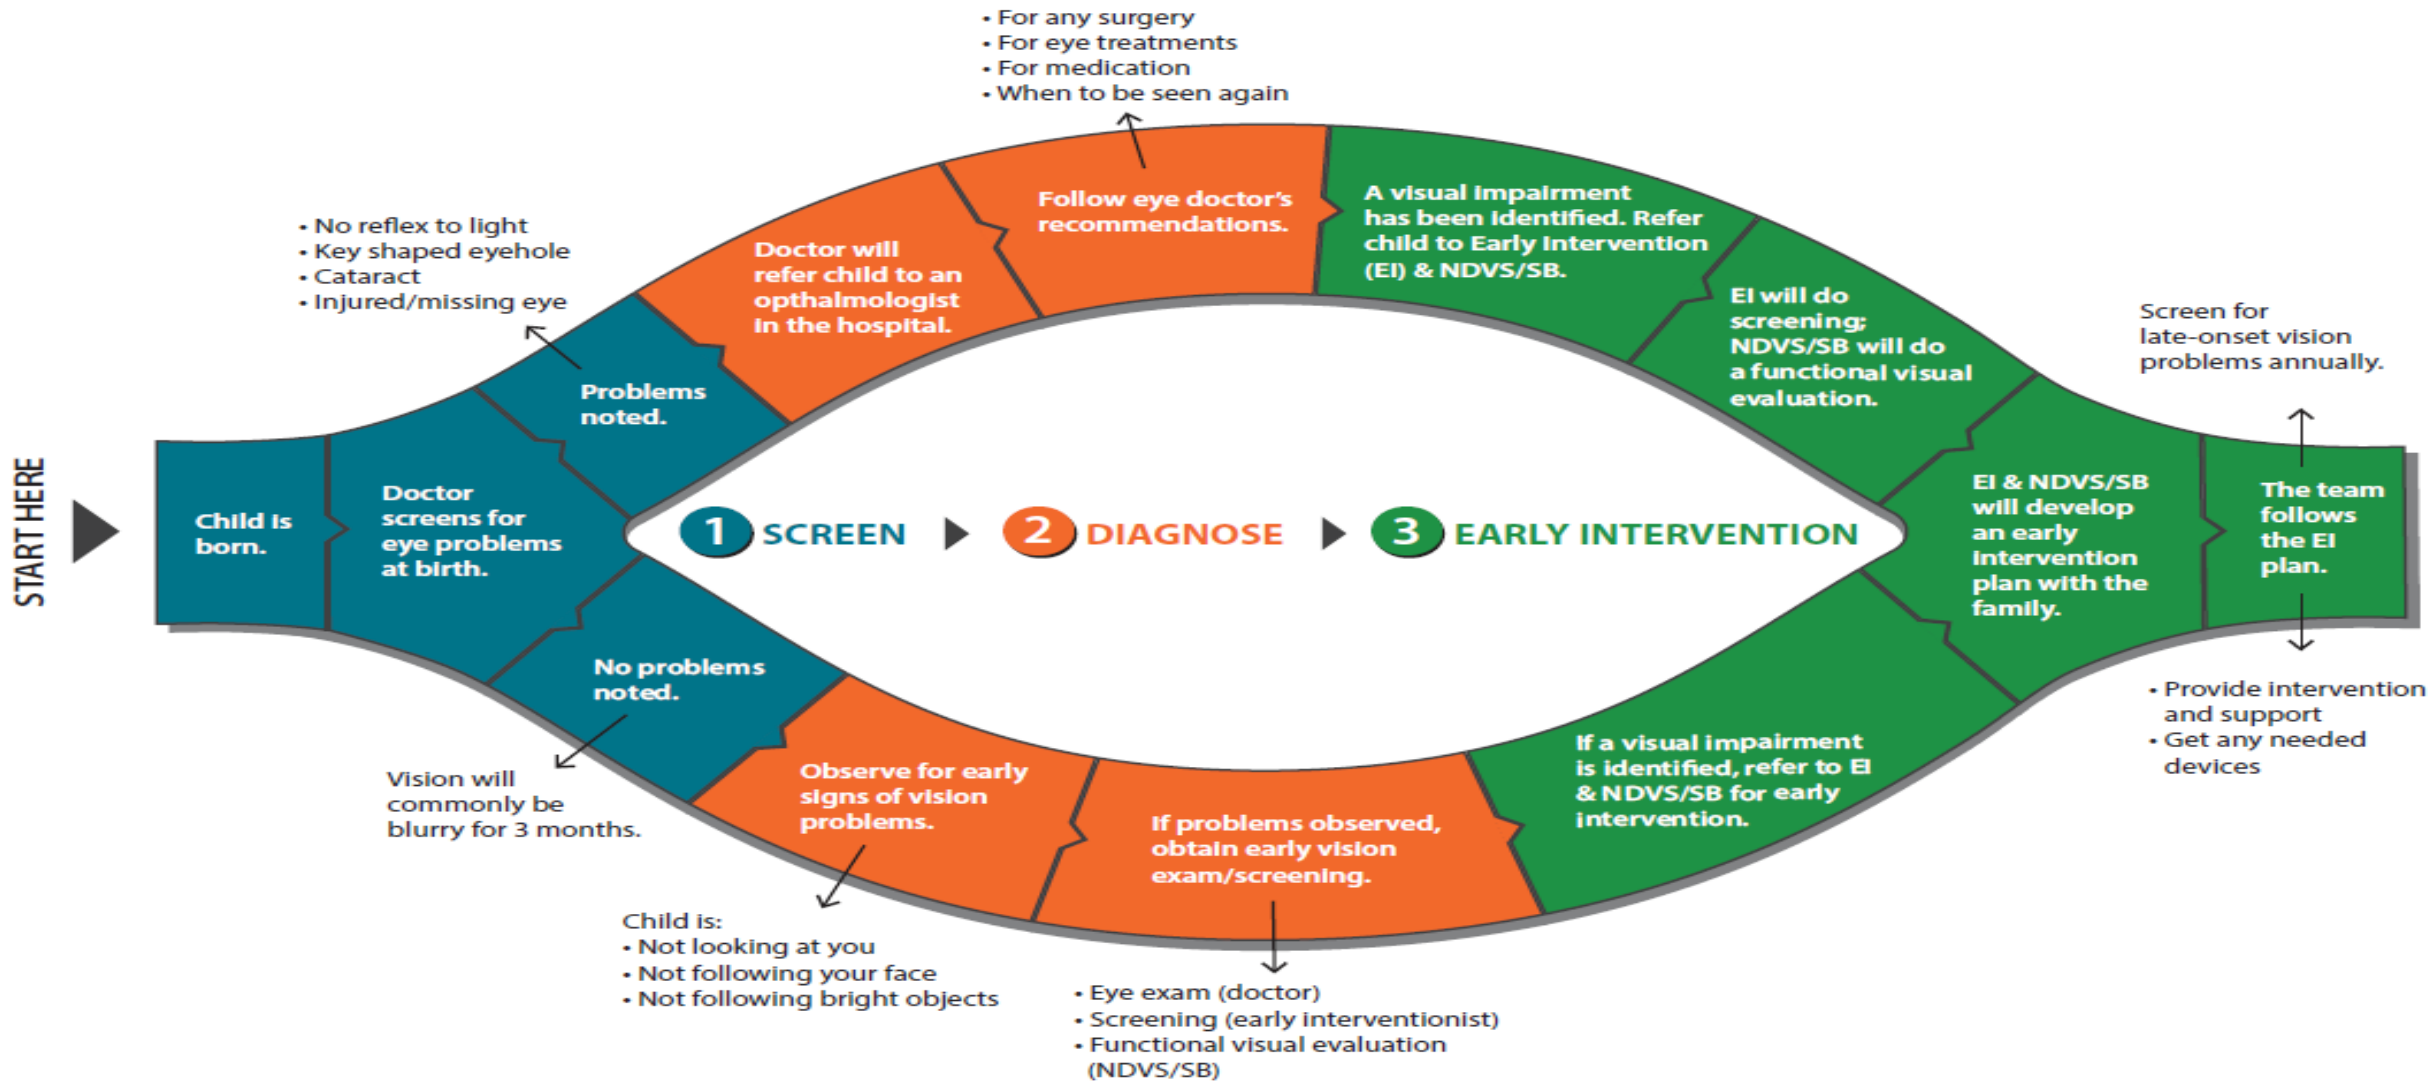 START HERE
Child is
born.
Doctor
screens for
eye problems
at birth.
• No reflex to light
• Key shaped eyehole
• Cataract
• Injured/missing eye
Problems
noted.
Doctor will
refer child to an
opthalmologist
in the hospital.
• For any surgery
• For eye treatments
• For medication
• When to be seen again
Follow eye doctor's
recommendations.
A visual impairment
has been identified. Refer
child to Early Intervention
(EI) & NDVS/SB.
EI will do
screening;
NDVS/SB will do
a functional visual
evaluation.
1 SCREEN
2 DIAGNOSE
3 EARLY INTERVENTION
No problems
noted.
Vision will
commonly be
blurry for 3 months.
Observe for early
signs of vision
problems.
Child is:
• Not looking at you
• Not following your face
• Not following bright objects
If problems observed,
obtain early vision
exam/screening.
• Eye exam (doctor)
• Screening (early interventionist)
• Functional visual evaluation
(NDVS/SB)
If a visual impairment
is identified, refer to EI
& NDVS/SB for early
intervention.
EI & NDVS/SB
will develop
an early
intervention
plan with the
family.
The team
follows
the EI
plan.
Screen for
late-onset vision
problems annually.
• Provide intervention
and support
• Get any needed
devices